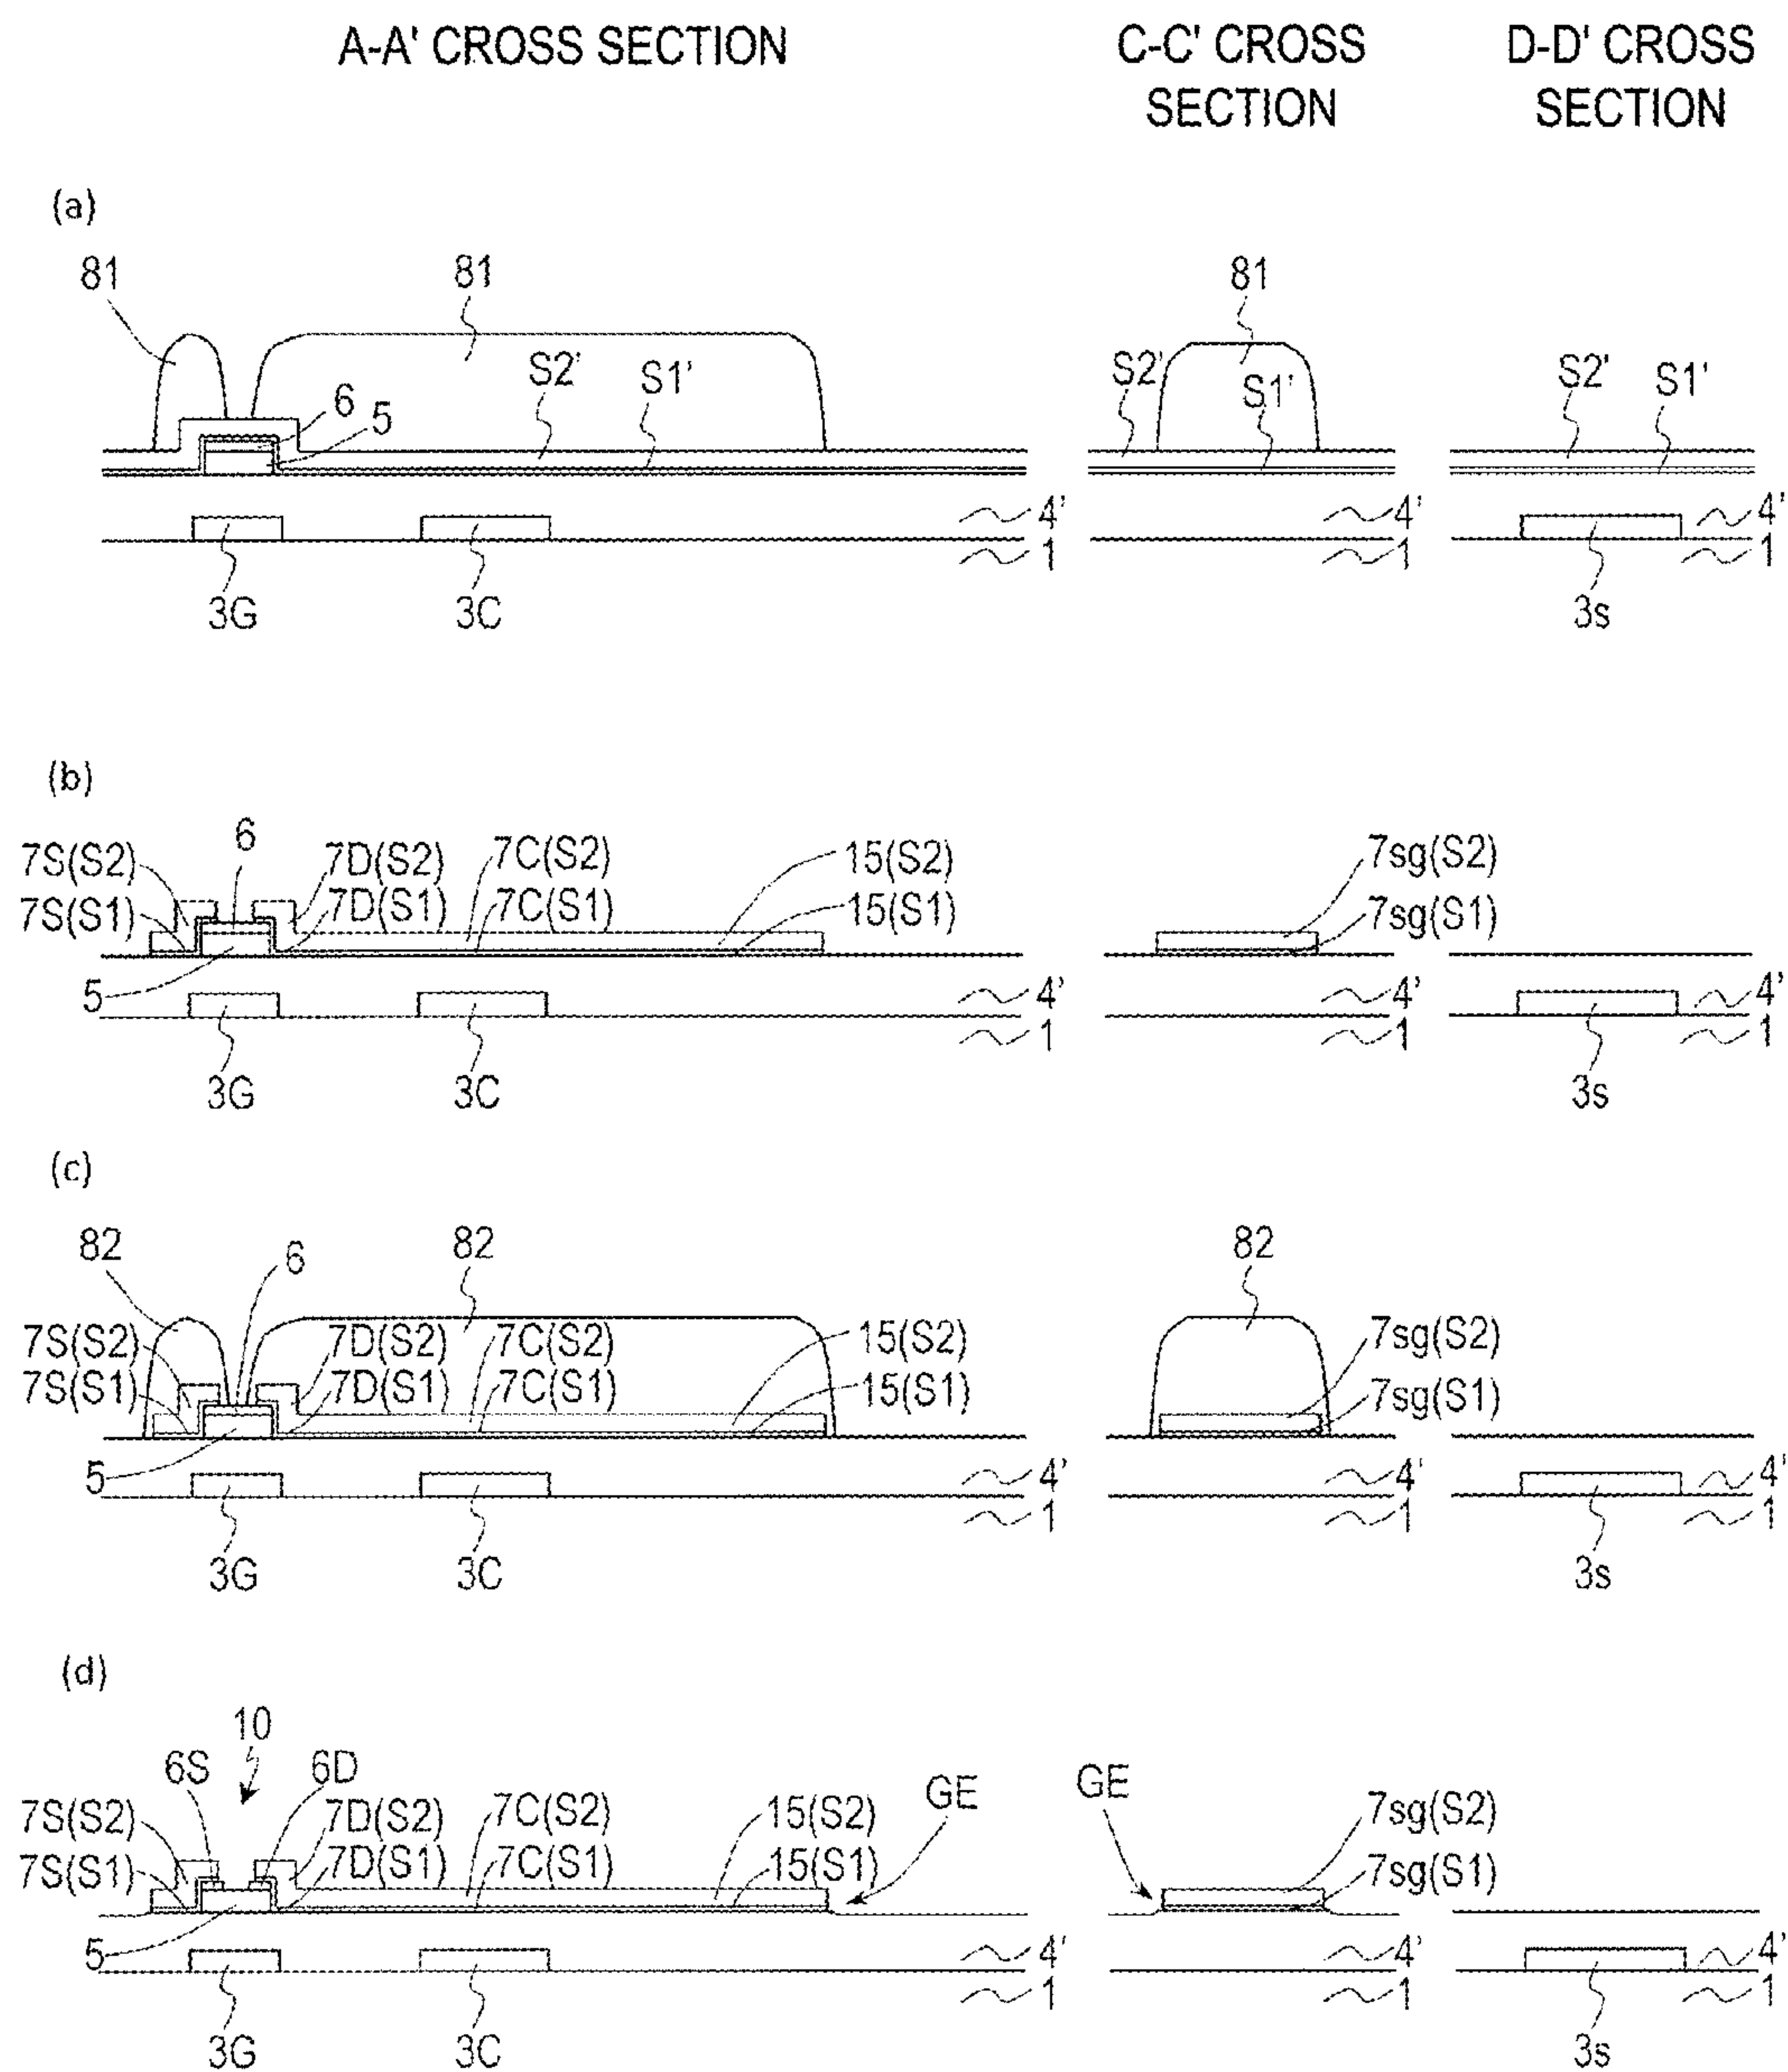 A-A' CROSS SECTION
C-C' CROSS
SECTION
D-D' CROSS
SECTION
(a)
81
81
81
S2'
S1'
S2'
S1'
S2'
S1'
6
5
4'
4'
4'
1
1
1
3G
3C
3s
(b)
6
7S(S2)
7D(S2)
7C(S2)
15(S2)
7sg(S2)
7S(S1)
7D(S1)
7C(S1)
15(S1)
7sg(S1)
5
4'
4'
4'
1
1
1
3G
3C
3s
(c)
82
6
82
82
7S(S2)
7D(S2)
7C(S2)
15(S2)
7sg(S2)
7S(S1)
7D(S1)
7C(S1)
15(S1)
7sg(S1)
5
4'
4'
4'
1
1
1
3G
3C
3s
(d)
10
6S
6D
GE
GE
7S(S2)
7D(S2)
7C(S2)
15(S2)
7sg(S2)
7S(S1)
7D(S1)
7C(S1)
15(S1)
7sg(S1)
5
4'
4'
4'
1
1
1
3G
3C
3s